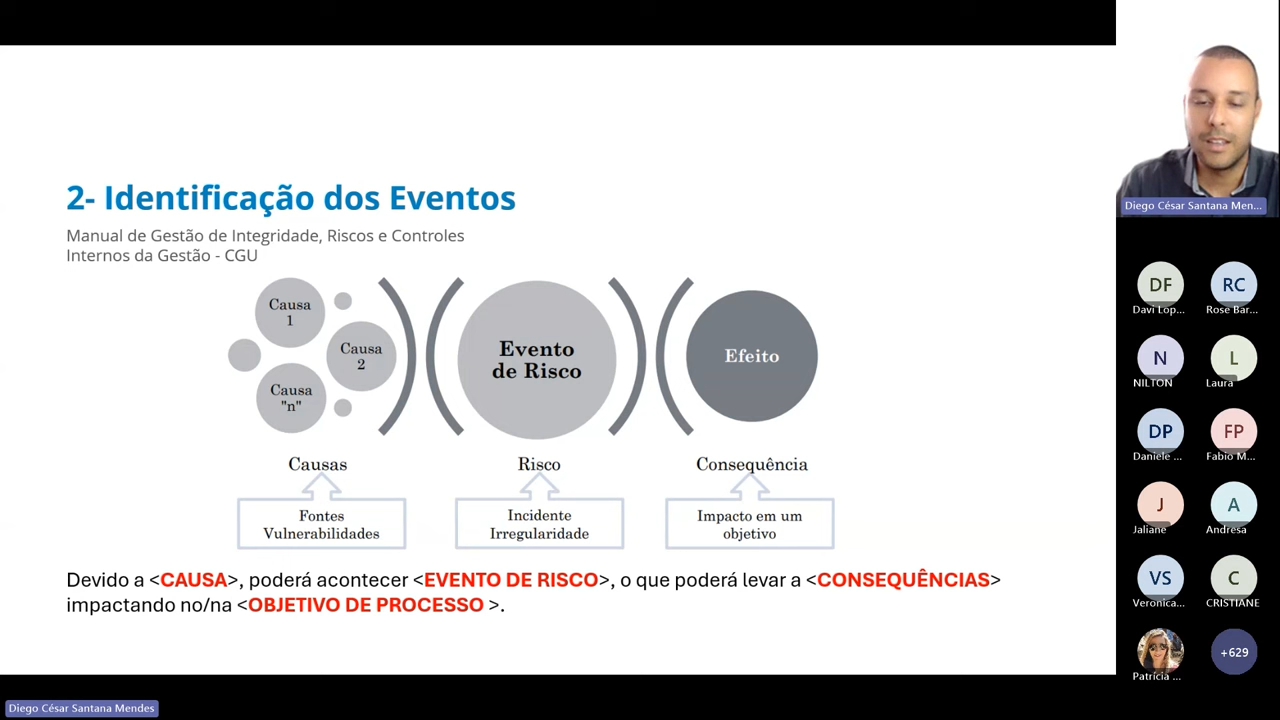 2- Identificação dos Eventos
Manual de Gestão de Integridade, Riscos e Controles
Internos da Gestão - CGU
Causa
1
Causa
2
Causa
"n"
Evento
de Risco
Efeito
Causas
Risco
Consequência
Fontes
Vulnerabilidades
Incidente
Irregularidade
Impacto em um
objetivo
Devido a <CAUSA>, poderá acontecer <EVENTO DE RISCO>, o que poderá levar a <CONSEQUÊNCIAS>
impactando no/na <OBJETIVO DE PROCESSO >.
Diego César Santana Mendes
Diego César Santana Men...
DF
Davi Lop...
RC
Rose Bar...
N
NILTON
L
Laura
DP
Daniele ...
FP
Fabio M...
J
Jaliane
A
Andresa
VS
Veronica...
C
CRISTIANE
Patrícia ...
+629